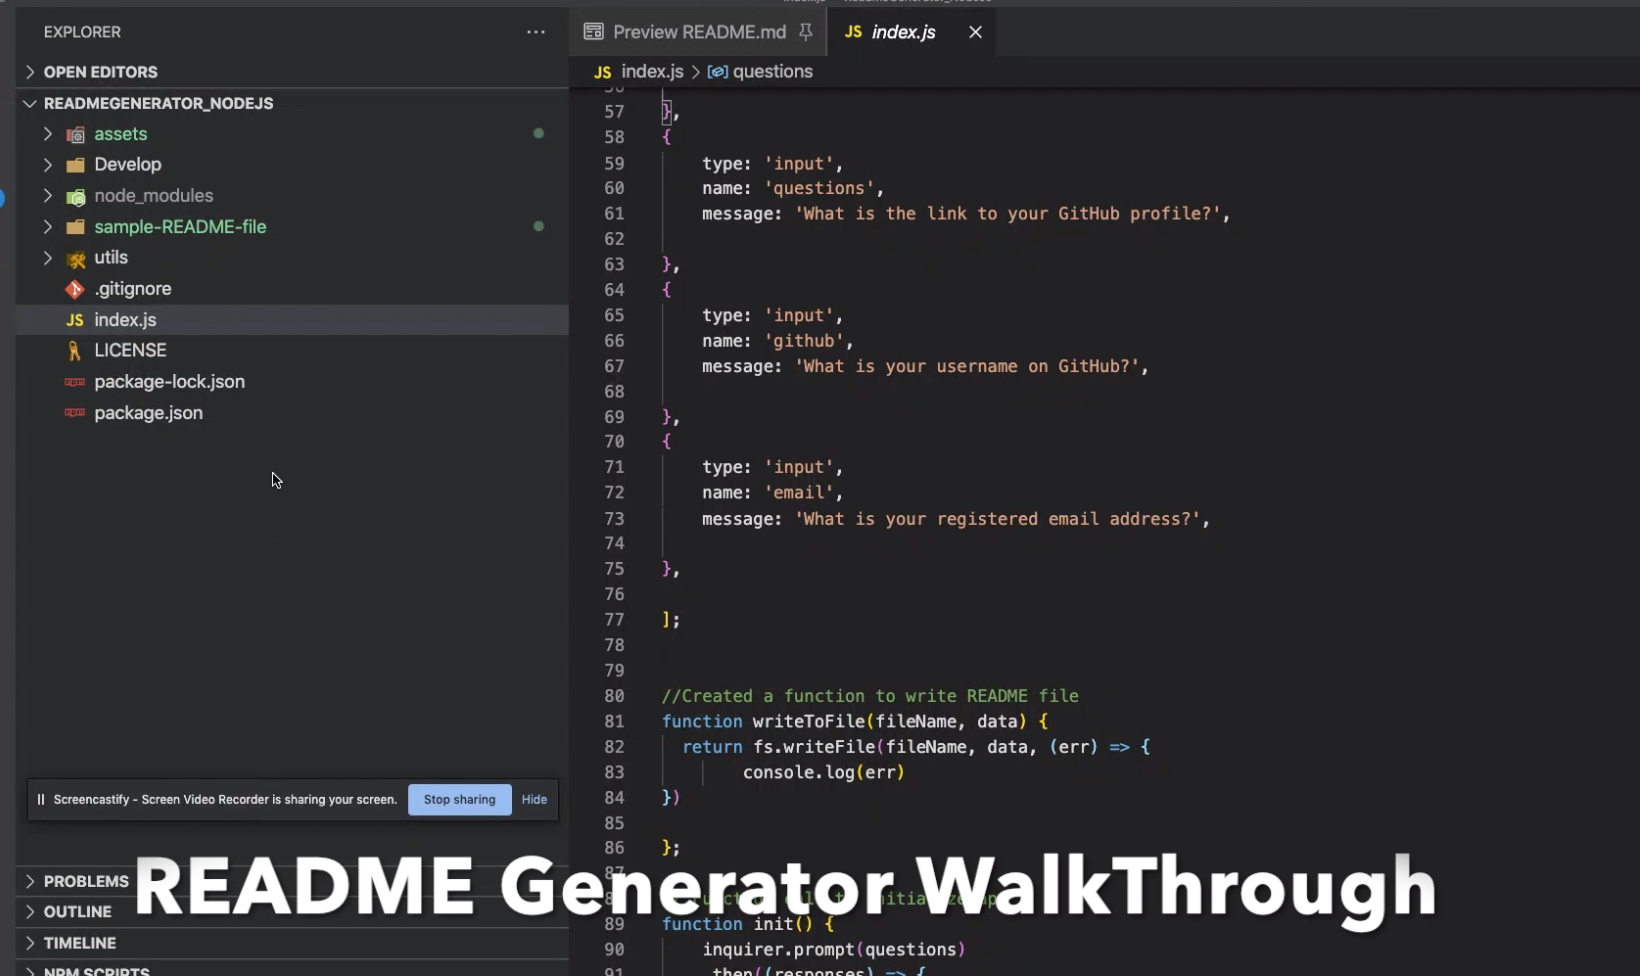 EXPLORER
OPEN EDITORS
READMEGENERATOR_NODEJS
assets
Develop
node_modules
sample-README-file
utils
.gitignore
JS index.js
LICENSE
package-lock.json
package.json
Screencastify - Screen Video Recorder is sharing your screen. Stop sharing Hide
PROBLEMS
OUTLINE
TIMELINE
NPM SCRIPTS
Preview README.md JS index.js
JS index.js > questions
56
57 },
58 {
59 type: 'input',
60 name: 'questions',
61 message: 'What is the link to your GitHub profile?',
62
63 },
64 {
65 type: 'input',
66 name: 'github',
67 message: 'What is your username on GitHub?',
68
69 },
70 {
71 type: 'input',
72 name: 'email',
73 message: 'What is your registered email address?',
74
75 },
76
77 ];
78
79
80 //Created a function to write README file
81 function writeToFile(fileName, data) {
82 return fs.writeFile(fileName, data, (err) => {
83 console.log(err)
84 })
85
86 };
87
89 function init() {
90 inquirer.prompt(questions)
91 .then((responses) => {
README Generator WalkThrough